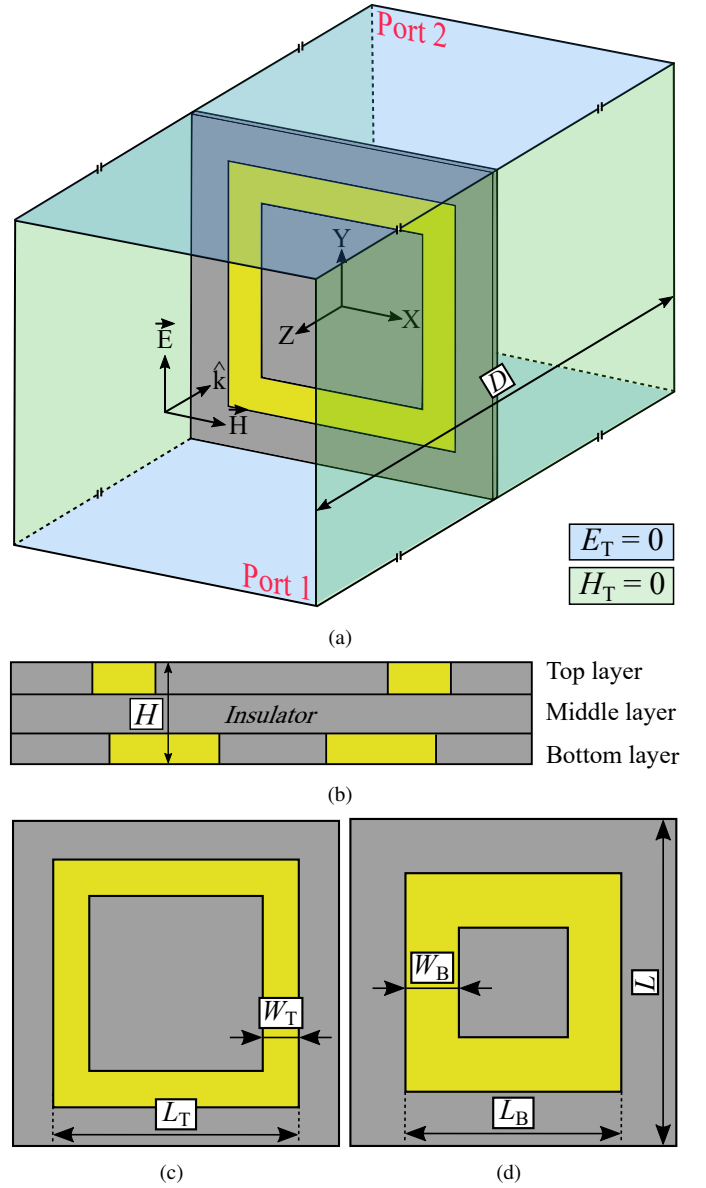 Port 2
Y
X
Z
E
k̂
H
D
Port 1
E_T = 0
H_T = 0
(a)
Top layer
H
Insulator
Middle layer
Bottom layer
(b)
W_T
L_T
W_B
L
L_B
(c)
(d)